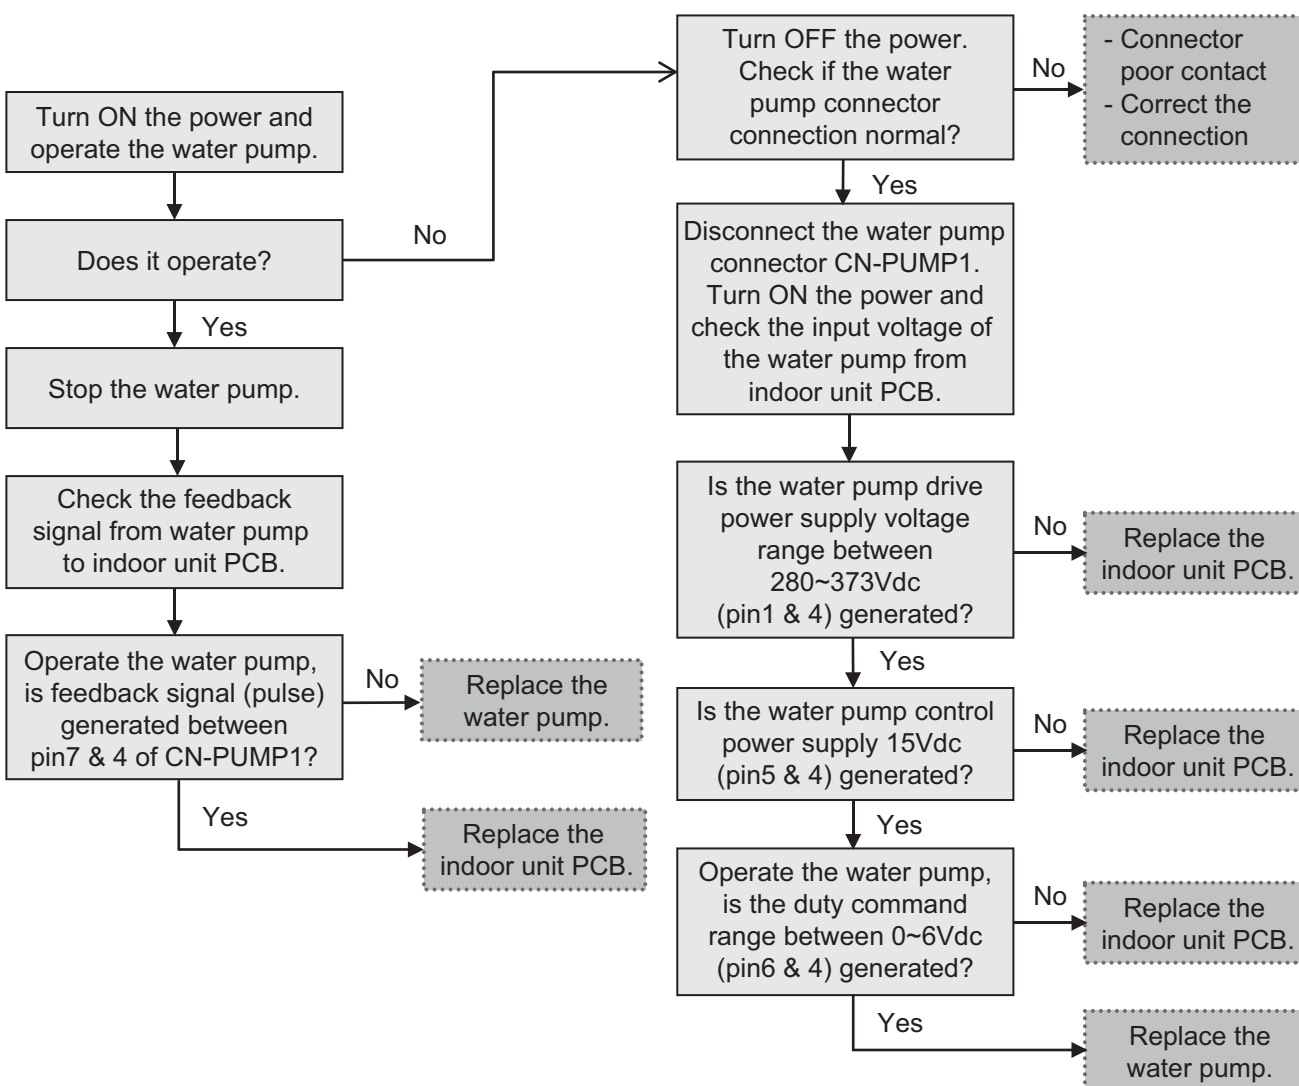 Turn ON the power and
operate the water pump.
Does it operate?
No
Yes
Stop the water pump.
Check the feedback
signal from water pump
to indoor unit PCB.
Operate the water pump,
is feedback signal (pulse)
generated between
pin7 & 4 of CN-PUMP1?
No
Replace the
water pump.
Yes
Replace the
indoor unit PCB.
Turn OFF the power.
Check if the water
pump connector
connection normal?
No
- Connector
poor contact
- Correct the
connection
Yes
Disconnect the water pump
connector CN-PUMP1.
Turn ON the power and
check the input voltage of
the water pump from
indoor unit PCB.
Is the water pump drive
power supply voltage
range between
280~373Vdc
(pin1 & 4) generated?
No
Replace the
indoor unit PCB.
Yes
Is the water pump control
power supply 15Vdc
(pin5 & 4) generated?
No
Replace the
indoor unit PCB.
Yes
Operate the water pump,
is the duty command
range between 0~6Vdc
(pin6 & 4) generated?
No
Replace the
indoor unit PCB.
Yes
Replace the
water pump.